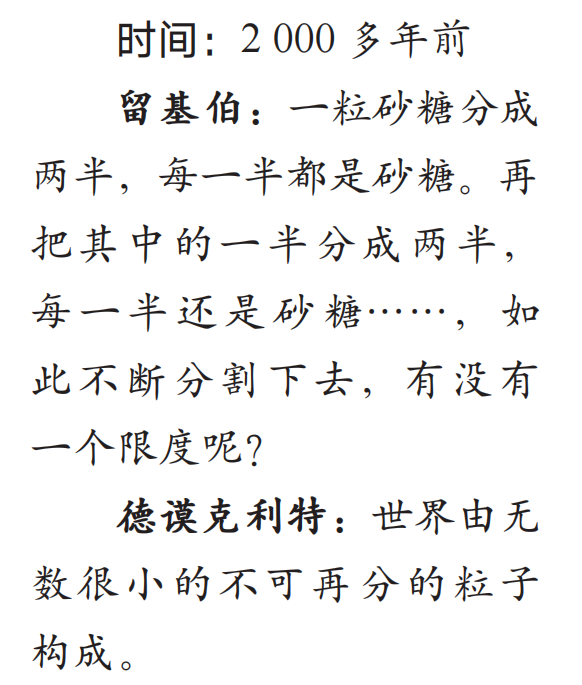 时间：2 000 多年前
留基伯：一粒砂糖分成
两半，每一半都是砂糖。再
把其中的一半分成两半，
每一半还是砂糖……，如
此不断分割下去，有没有
一个限度呢？
德谟克利特：世界由无
数很小的不可再分的粒子
构成。